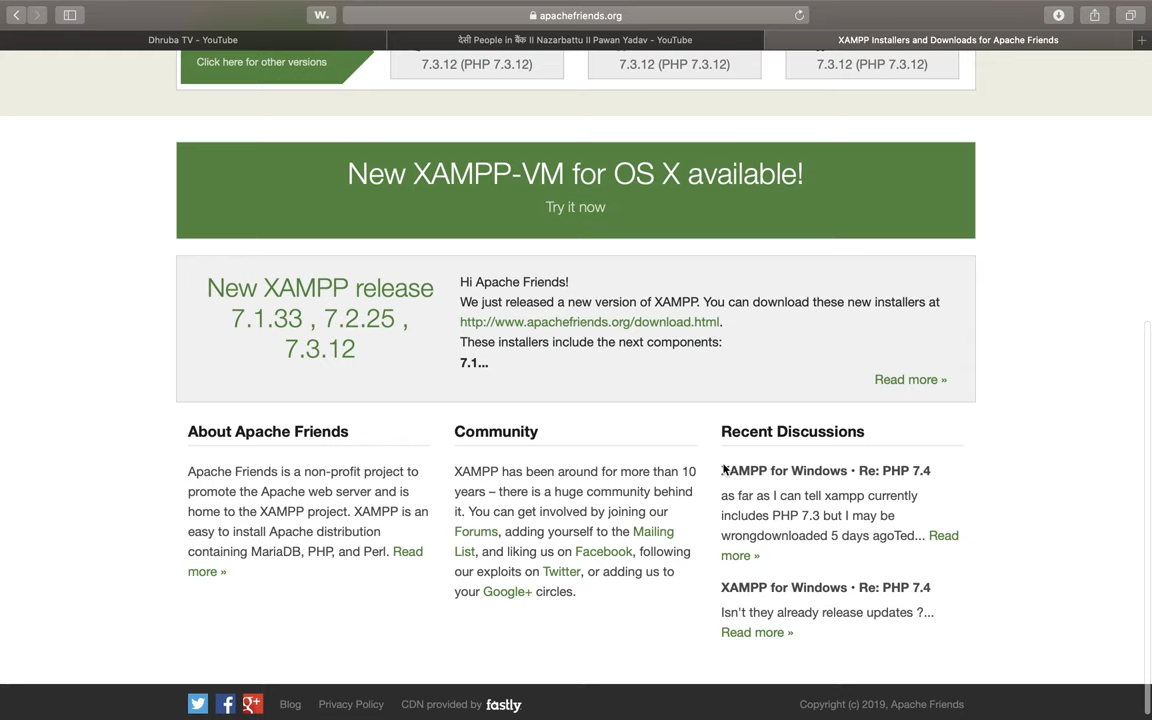 W.
apachefriends.org
Dhruba TV - YouTube
देसी People in बैंक II Nazarbattu II Pawan Yadav - YouTube
XAMPP Installers and Downloads for Apache Friends
Click here for other versions
7.3.12 (PHP 7.3.12)
7.3.12 (PHP 7.3.12)
7.3.12 (PHP 7.3.12)
New XAMPP-VM for OS X available!
Try it now
New XAMPP release
7.1.33 , 7.2.25 ,
7.3.12
Hi Apache Friends!
We just released a new version of XAMPP. You can download these new installers at
http://www.apachefriends.org/download.html.
These installers include the next components:
7.1...
Read more »
About Apache Friends
Apache Friends is a non-profit project to
promote the Apache web server and is
home to the XAMPP project. XAMPP is an
easy to install Apache distribution
containing MariaDB, PHP, and Perl. Read
more »
Community
XAMPP has been around for more than 10
years – there is a huge community behind
it. You can get involved by joining our
Forums, adding yourself to the Mailing
List, and liking us on Facebook, following
our exploits on Twitter, or adding us to
your Google+ circles.
Recent Discussions
XAMPP for Windows • Re: PHP 7.4
as far as I can tell xampp currently
includes PHP 7.3 but I may be
wrongdownloaded 5 days agoTed... Read
more »
XAMPP for Windows • Re: PHP 7.4
Isn't they already release updates ?...
Read more »
Blog
Privacy Policy
CDN provided by fastly
Copyright (c) 2019, Apache Friends